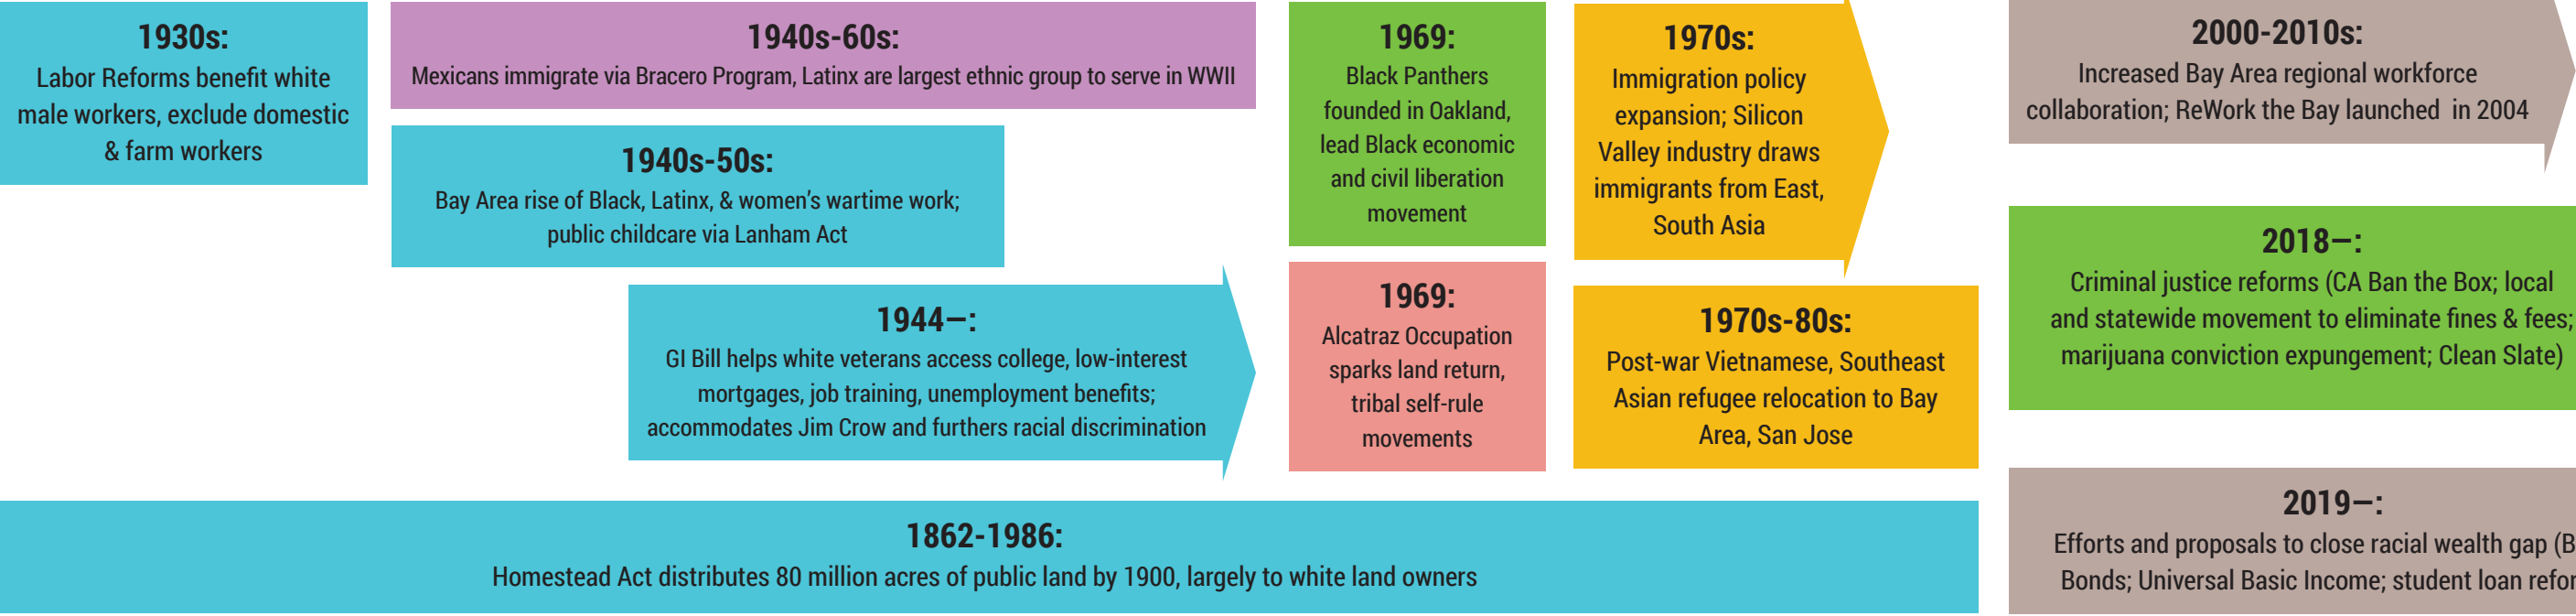 1930s:
Labor Reforms benefit white
male workers, exclude domestic
& farm workers
1940s-60s:
Mexicans immigrate via Bracero Program, Latinx are largest ethnic group to serve in WWII
1940s-50s:
Bay Area rise of Black, Latinx, & women’s wartime work;
public childcare via Lanham Act
1944—:
GI Bill helps white veterans access college, low-interest
mortgages, job training, unemployment benefits;
accommodates Jim Crow and furthers racial discrimination
1969:
Black Panthers
founded in Oakland,
lead Black economic
and civil liberation
movement
1969:
Alcatraz Occupation
sparks land return,
tribal self-rule
movements
1970s:
Immigration policy
expansion; Silicon
Valley industry draws
immigrants from East,
South Asia
1970s-80s:
Post-war Vietnamese, Southeast
Asian refugee relocation to Bay
Area, San Jose
1862-1986:
Homestead Act distributes 80 million acres of public land by 1900, largely to white land owners
2000-2010s:
Increased Bay Area regional workforce
collaboration; ReWork the Bay launched in 2004
2018—:
Criminal justice reforms (CA Ban the Box; local
and statewide movement to eliminate fines & fees;
marijuana conviction expungement; Clean Slate)
2019—:
Efforts and proposals to close racial wealth gap
Bonds; Universal Basic Income; student loan